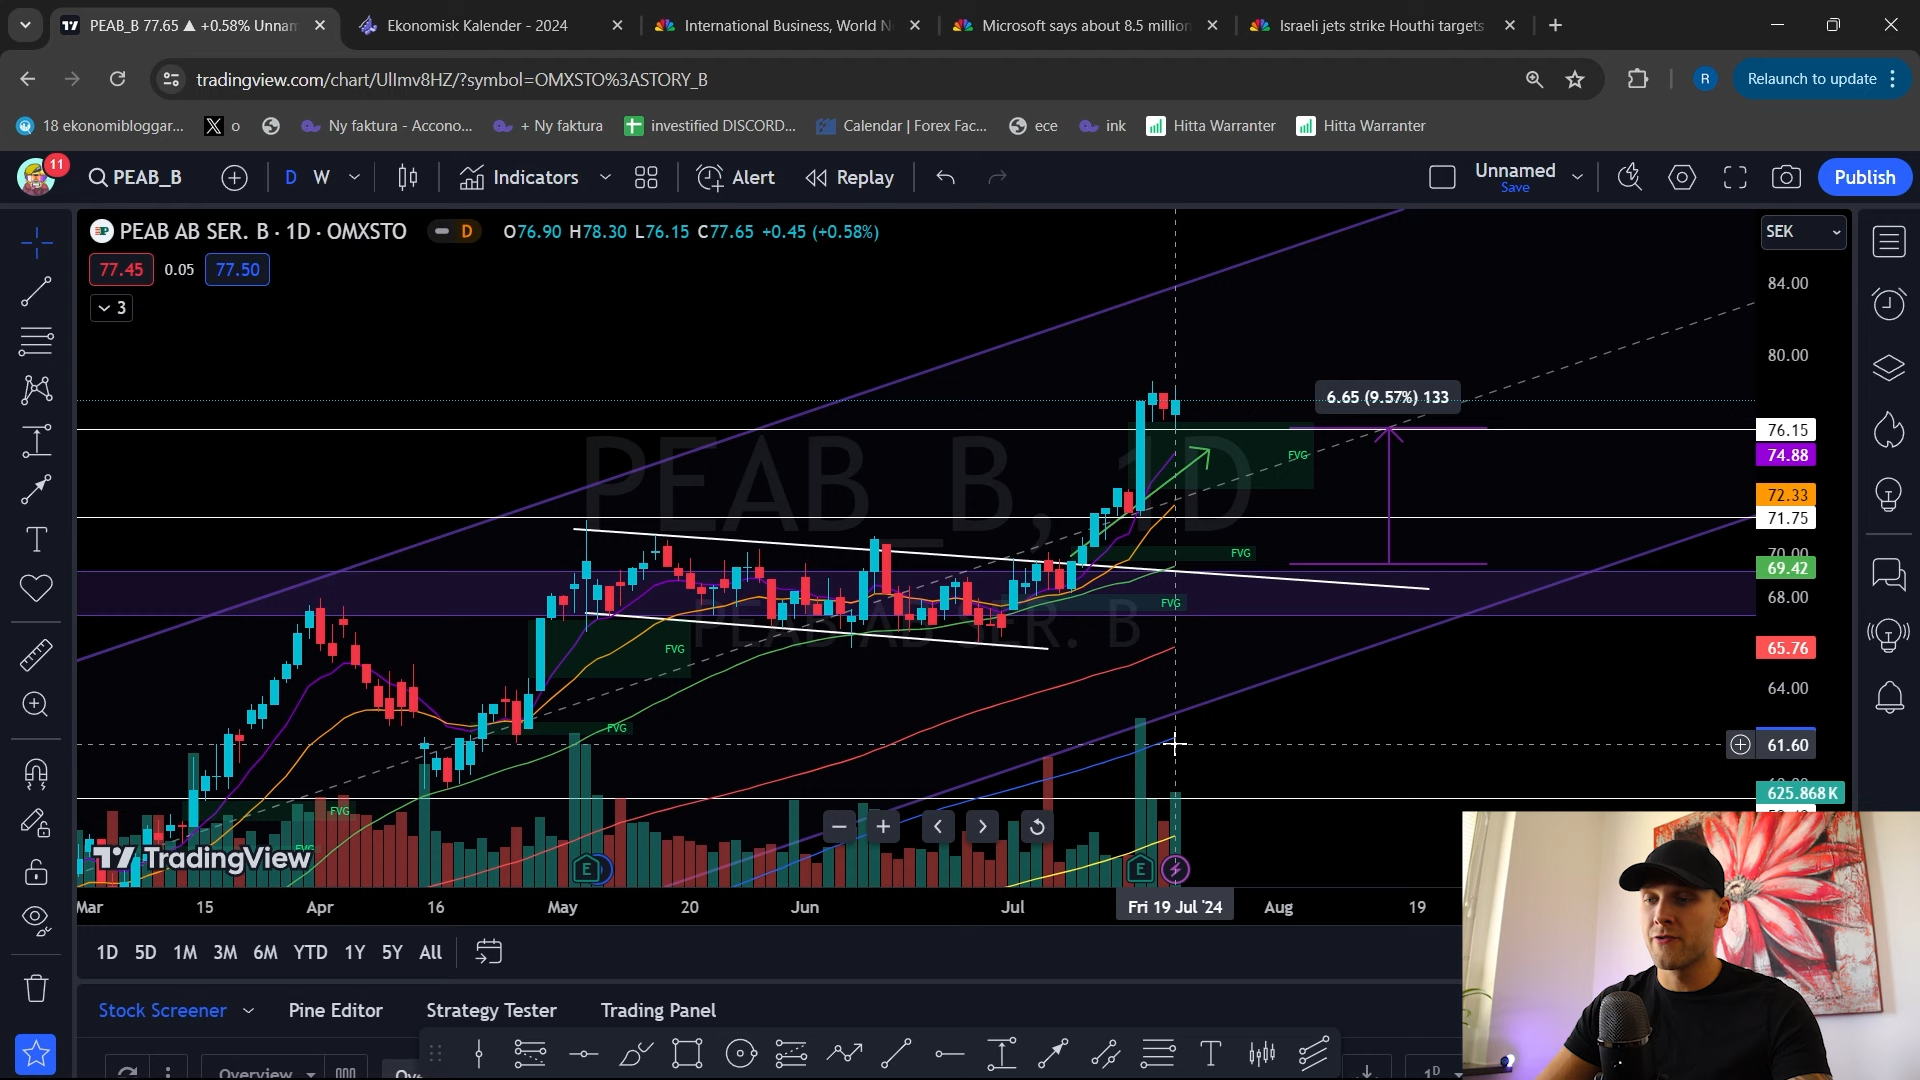 PEAB_B 77.65 ▲ +0.58% Unnam
Ekonomisk Kalender - 2024
International Business, World N
Microsoft says about 8.5 million
Israeli jets strike Houthi targets
tradingview.com/chart/UlImv8HZ/?symbol=OMXSTO%3ASTORY_B
R
Relaunch to update
18 ekonomibloggar...
o
Ny faktura - Accono...
+ Ny faktura
investified DISCORD...
Calendar | Forex Fac...
ece
ink
Hitta Warranter
Hitta Warranter
11
PEAB_B
D
W
Indicators
Alert
Replay
Unnamed
Save
Publish
PEAB AB SER. B · 1D · OMXSTO
D
O76.90 H78.30 L76.15 C77.65 +0.45 (+0.58%)
SEK
77.45
0.05
77.50
3
84.00
80.00
6.65 (9.57%) 133
76.15
74.88
72.33
71.75
70.00
69.42
68.00
65.76
64.00
61.60
625.868K
PEAB_B, 1D
PEAB AB SER. B
FVG
FVG
FVG
FVG
FVG
FVG
FVG
TradingView
E
E
Mar
15
Apr
16
May
20
Jun
Jul
Fri 19 Jul '24
Aug
19
1D
5D
1M
3M
6M
YTD
1Y
5Y
All
Stock Screener
Pine Editor
Strategy Tester
Trading Panel
Overview